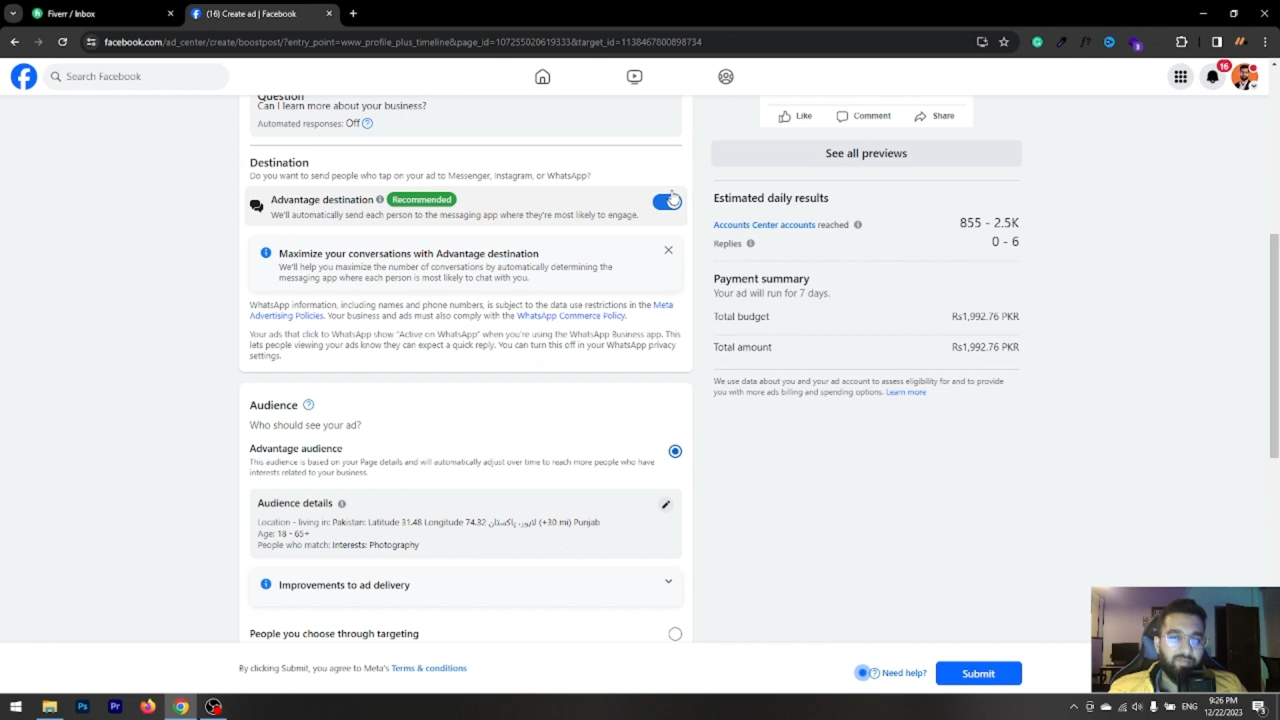 Fiverr / Inbox
(16) Create ad | Facebook
facebook.com/ad_center/create/boostpost/?entry_point=www_profile_plus_timeline&page_id=107255020619333&target_id=1138467800898734
Search Facebook
16
Question
Can I learn more about your business?
Automated responses: Off
Destination
Do you want to send people who tap on your ad to Messenger, Instagram, or WhatsApp?
Advantage destination Recommended
We'll automatically send each person to the messaging app where they're most likely to engage.
Maximize your conversations with Advantage destination
We'll help you maximize the number of conversations by automatically determining the
messaging app where each person is most likely to chat with you.
WhatsApp information, including names and phone numbers, is subject to the data use restrictions in the Meta
Advertising Policies. Your business and ads must also comply with the WhatsApp Commerce Policy.
Your ads that click to WhatsApp show "Active on WhatsApp" when you're using the WhatsApp Business app. This
lets people viewing your ads know they can expect a quick reply. You can turn this off in your WhatsApp privacy
settings.
Audience
Who should see your ad?
Advantage audience
This audience is based on your Page details and will automatically adjust over time to reach more people who have
interests related to your business.
Audience details
Location - living in: Pakistan: Latitude 31.48 Longitude 74.32 لاہور، پاکستان (+30 mi) Punjab
Age: 18 - 65+
People who match: Interests: Photography
Improvements to ad delivery
People you choose through targeting
Like Comment Share
See all previews
Estimated daily results
Accounts Center accounts reached 855 - 2.5K
Replies 0 - 6
Payment summary
Your ad will run for 7 days.
Total budget Rs1,992.76 PKR
Total amount Rs1,992.76 PKR
We use data about you and your ad account to assess eligibility for and to provide
you with more ads billing and spending options. Learn more
By clicking Submit, you agree to Meta's Terms & conditions
Need help?
Submit
Ps
Pr
ENG
9:26 PM
12/22/2023